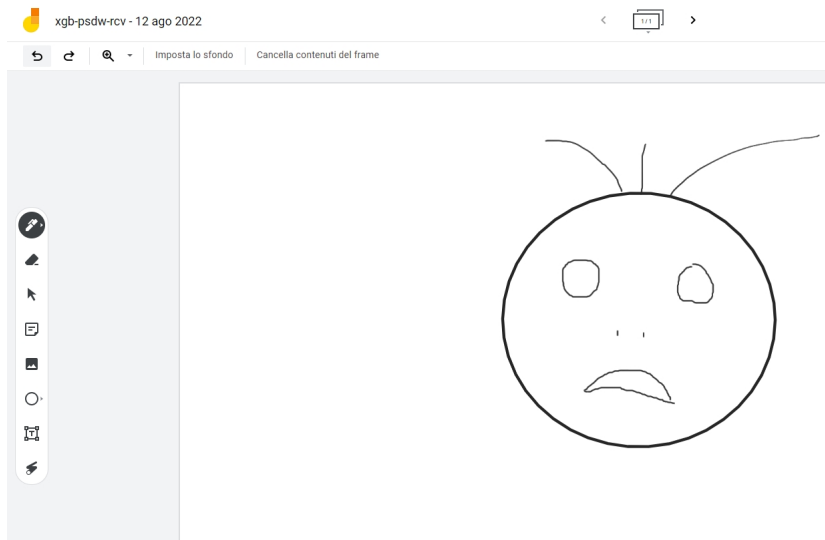 xgb-psdw-rcv - 12 ago 2022
1/1
Imposta lo sfondo
Cancella contenuti del frame
T